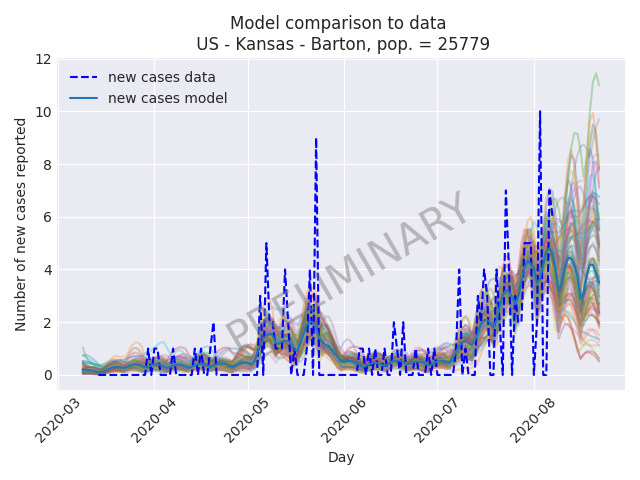 Model comparison to data
US - Kansas - Barton, pop. = 25779
12
10
8
6
4
2
0
Number of new cases reported
new cases data
new cases model
PRELIMINARY
2020-03
2020-04
2020-05
2020-06
2020-07
2020-08
Day